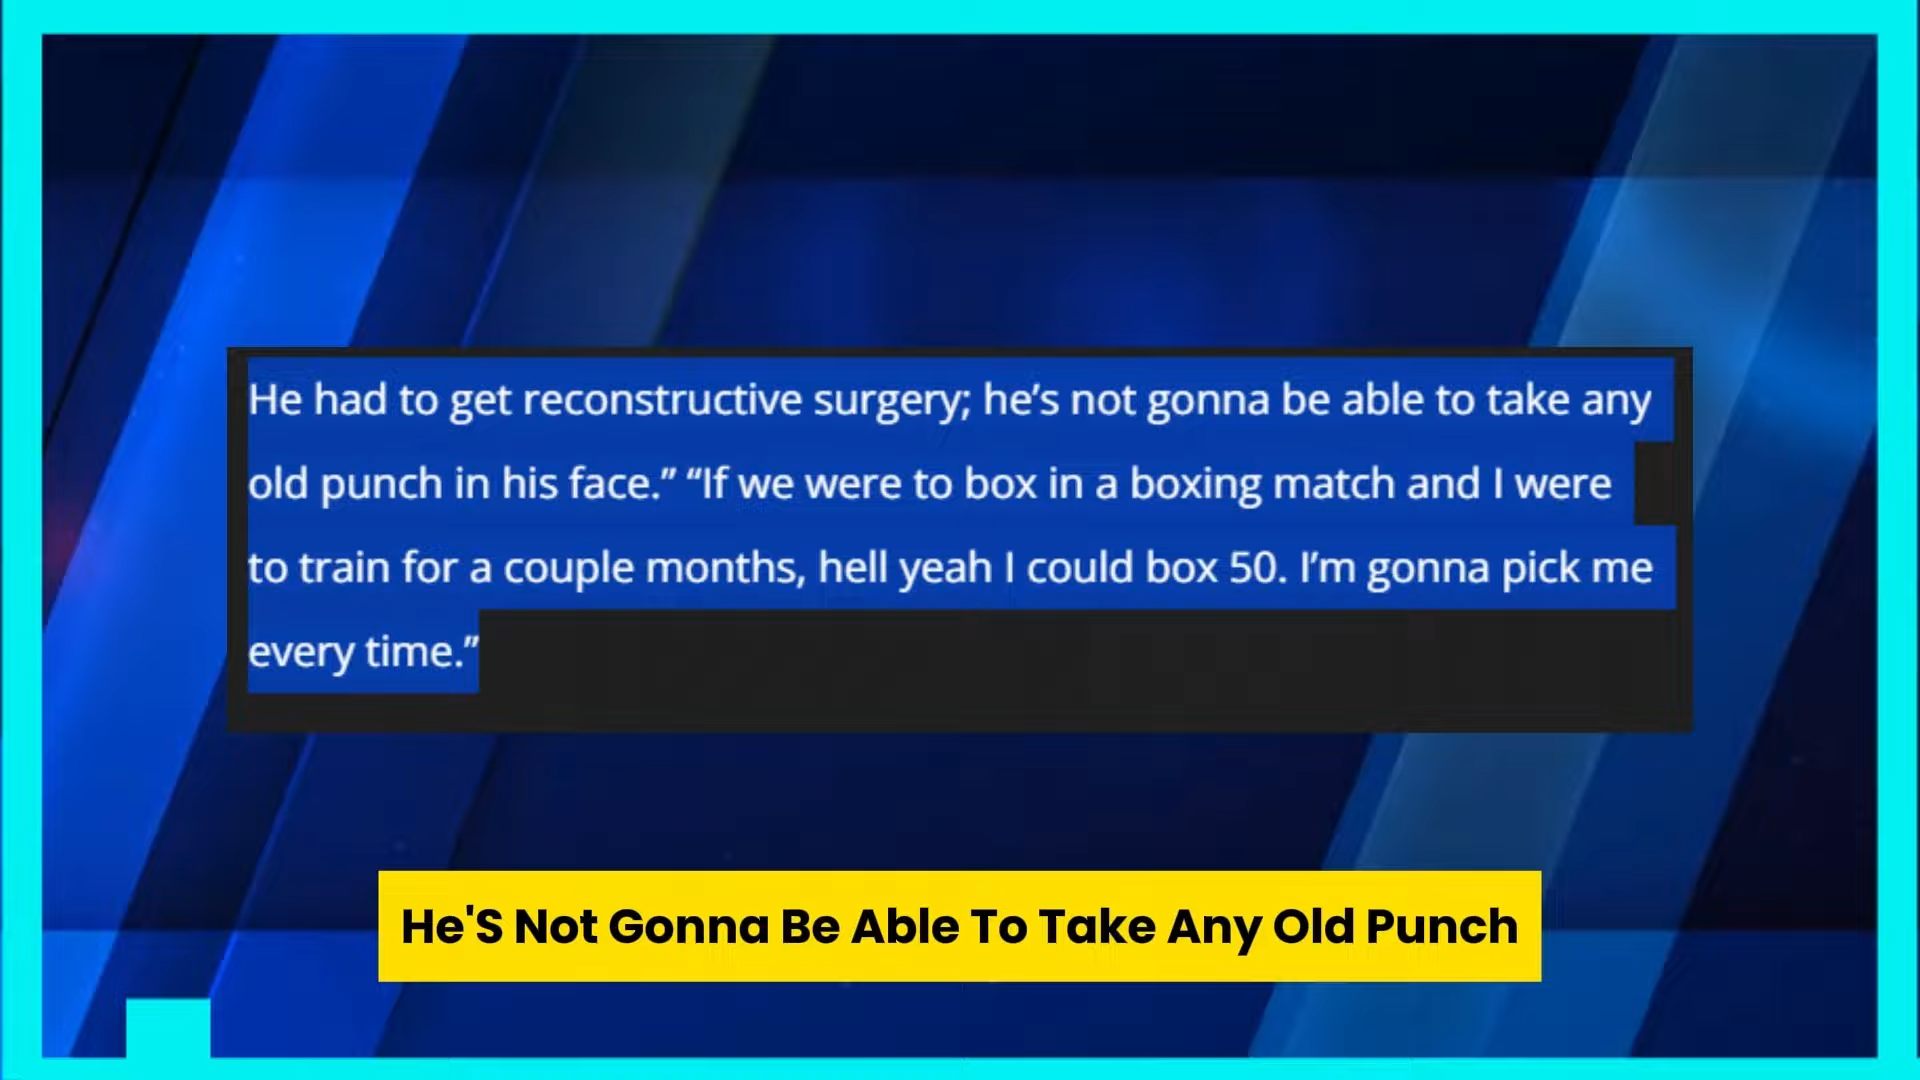 He had to get reconstructive surgery; he’s not gonna be able to take any
old punch in his face.” “If we were to box in a boxing match and I were
to train for a couple months, hell yeah I could box 50. I’m gonna pick me
every time.”
He'S Not Gonna Be Able To Take Any Old Punch